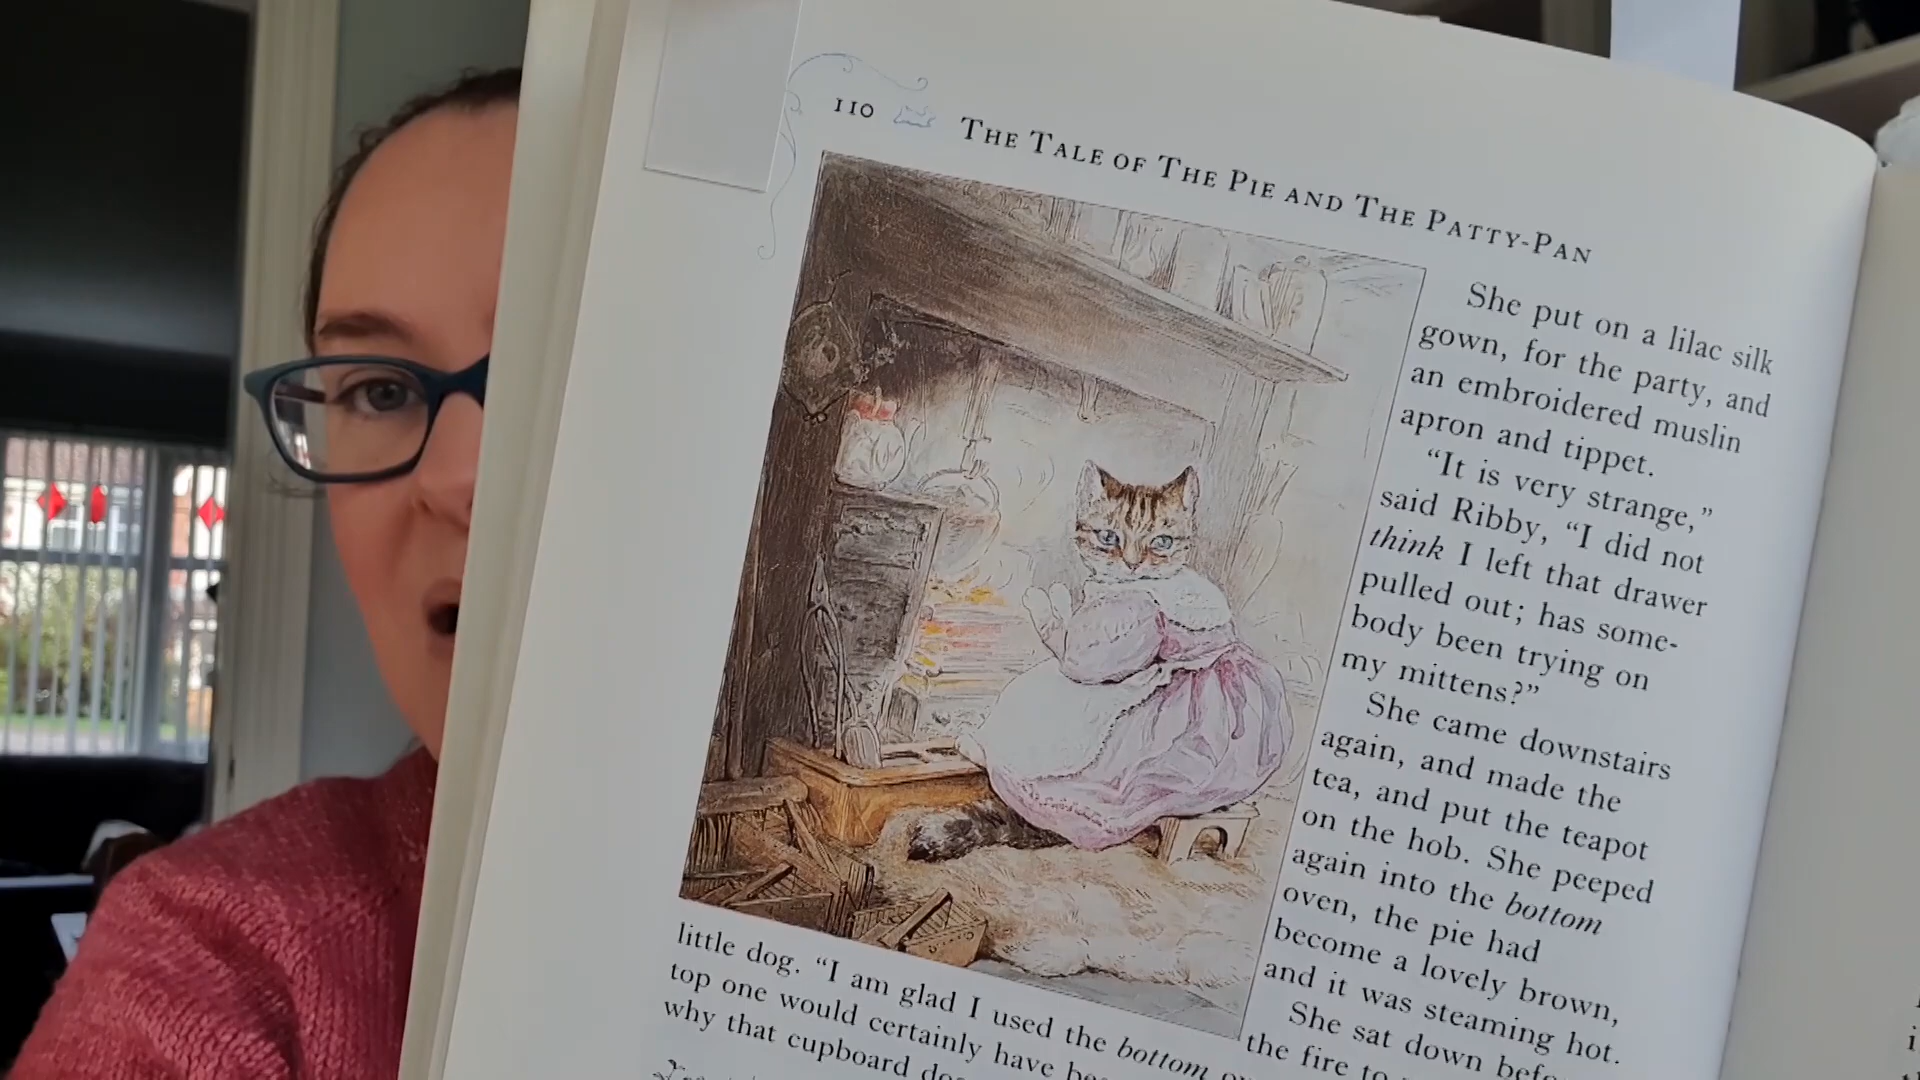 110 THE TALE OF THE PIE AND THE PATTY-PAN
She put on a lilac silk
gown, for the party, and
an embroidered muslin
apron and tippet.
“It is very strange,”
said Ribby, “I did not
think I left that drawer
pulled out; has some-
body been trying on
my mittens?”
She came downstairs
again, and made the
tea, and put the teapot
on the hob. She peeped
again into the bottom
oven, the pie had
become a lovely brown,
and it was steaming hot.
She sat down
the fire to
little dog. “I am glad I used the bottom
top one would certainly have
why that cupboard